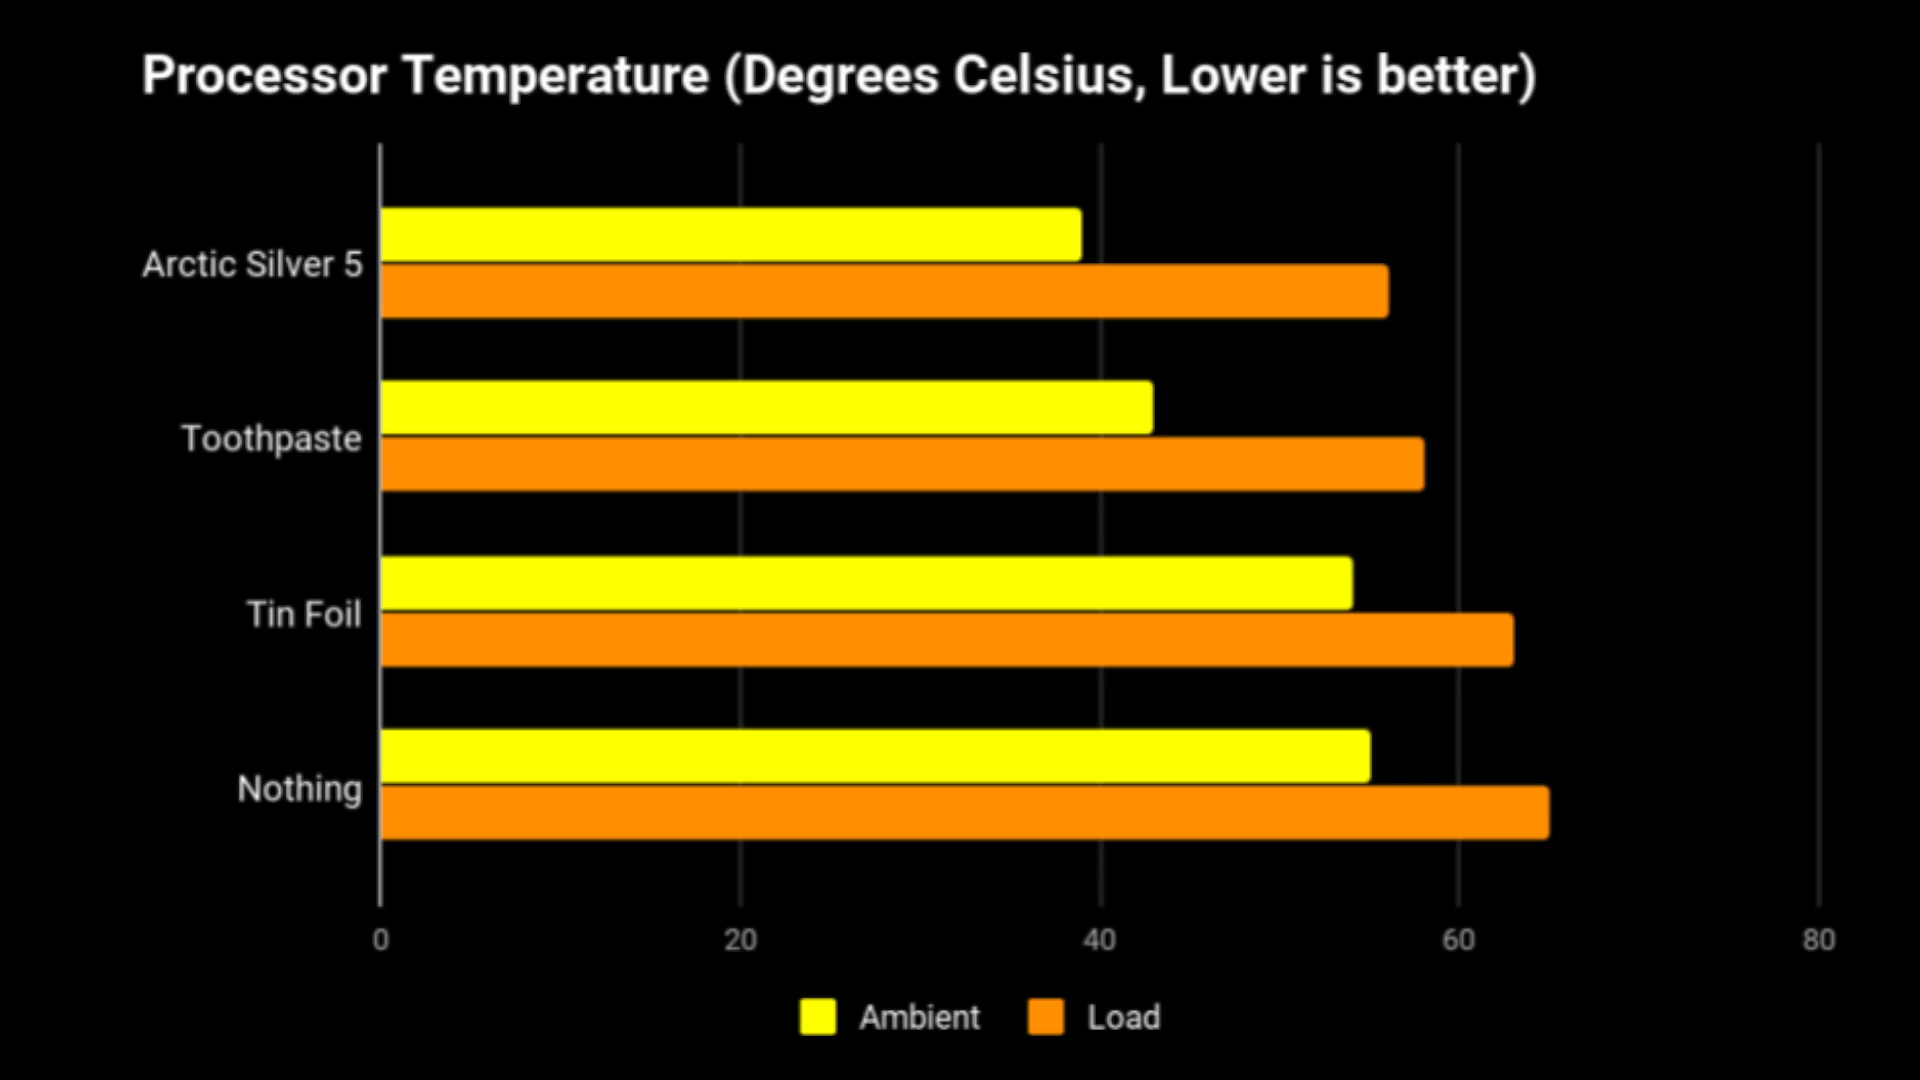 Processor Temperature (Degrees Celsius, Lower is better)
Arctic Silver 5
Toothpaste
Tin Foil
Nothing
0 20 40 60 80
Ambient Load